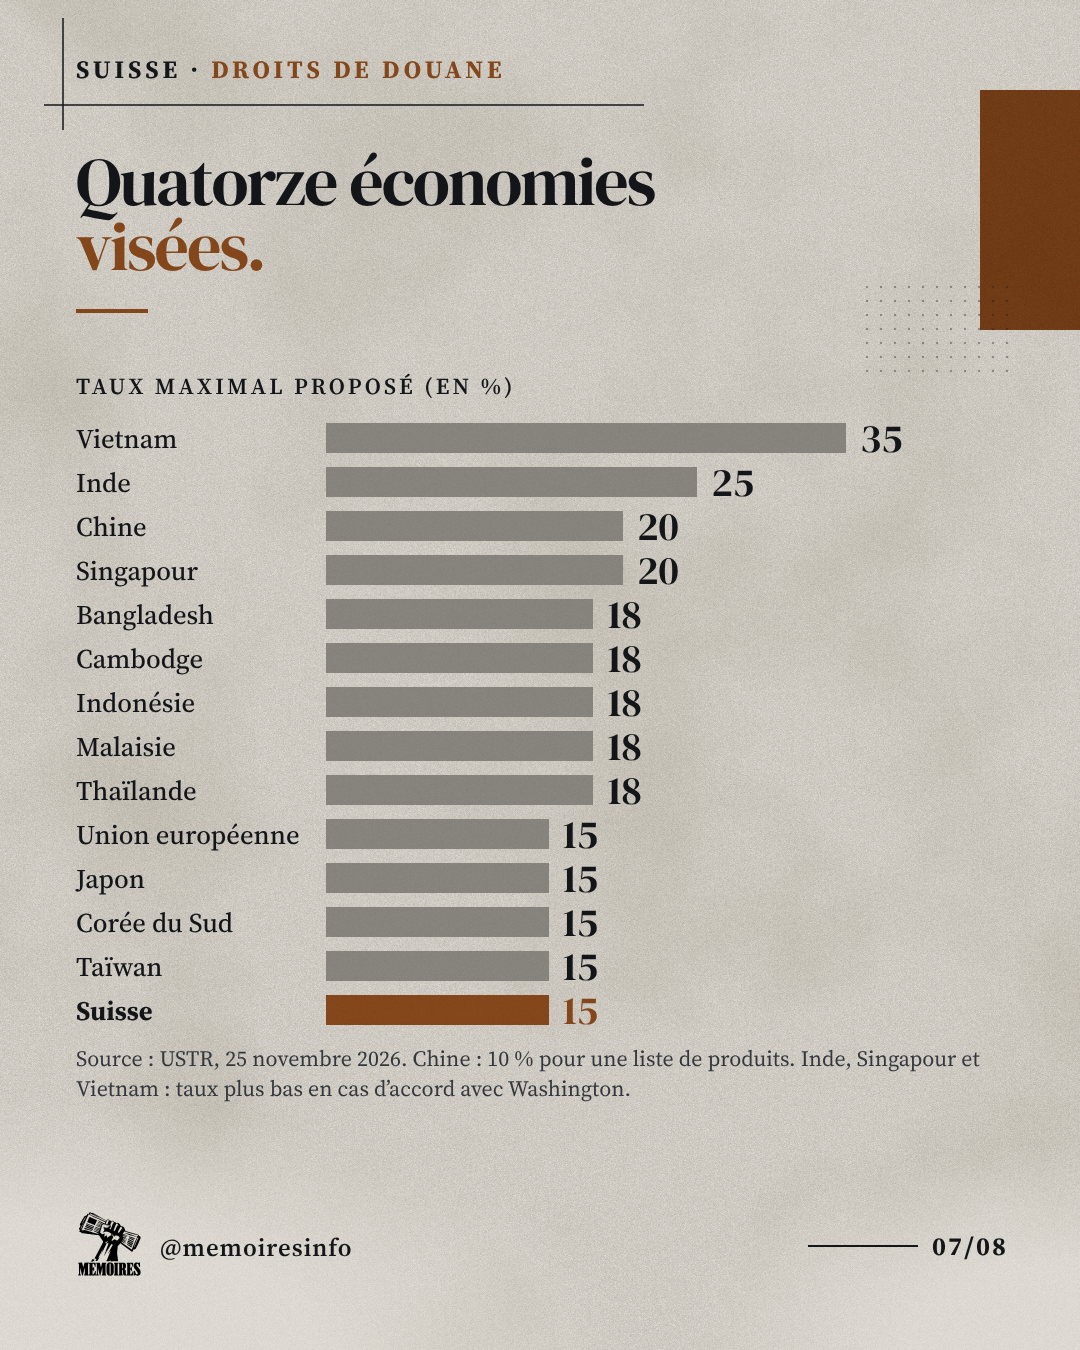 SUISSE · DROITS DE DOUANE
Quatorze économies
visées.
TAUX MAXIMAL PROPOSÉ (EN %)
Vietnam 35
Inde 25
Chine 20
Singapour 20
Bangladesh 18
Cambodge 18
Indonésie 18
Malaisie 18
Thaïlande 18
Union européenne 15
Japon 15
Corée du Sud 15
Taïwan 15
Suisse 15
Source : USTR, 25 novembre 2026. Chine : 10 % pour une liste de produits. Inde, Singapour et
Vietnam : taux plus bas en cas d’accord avec Washington.
MÉMOIRES
@memoiresinfo
07/08